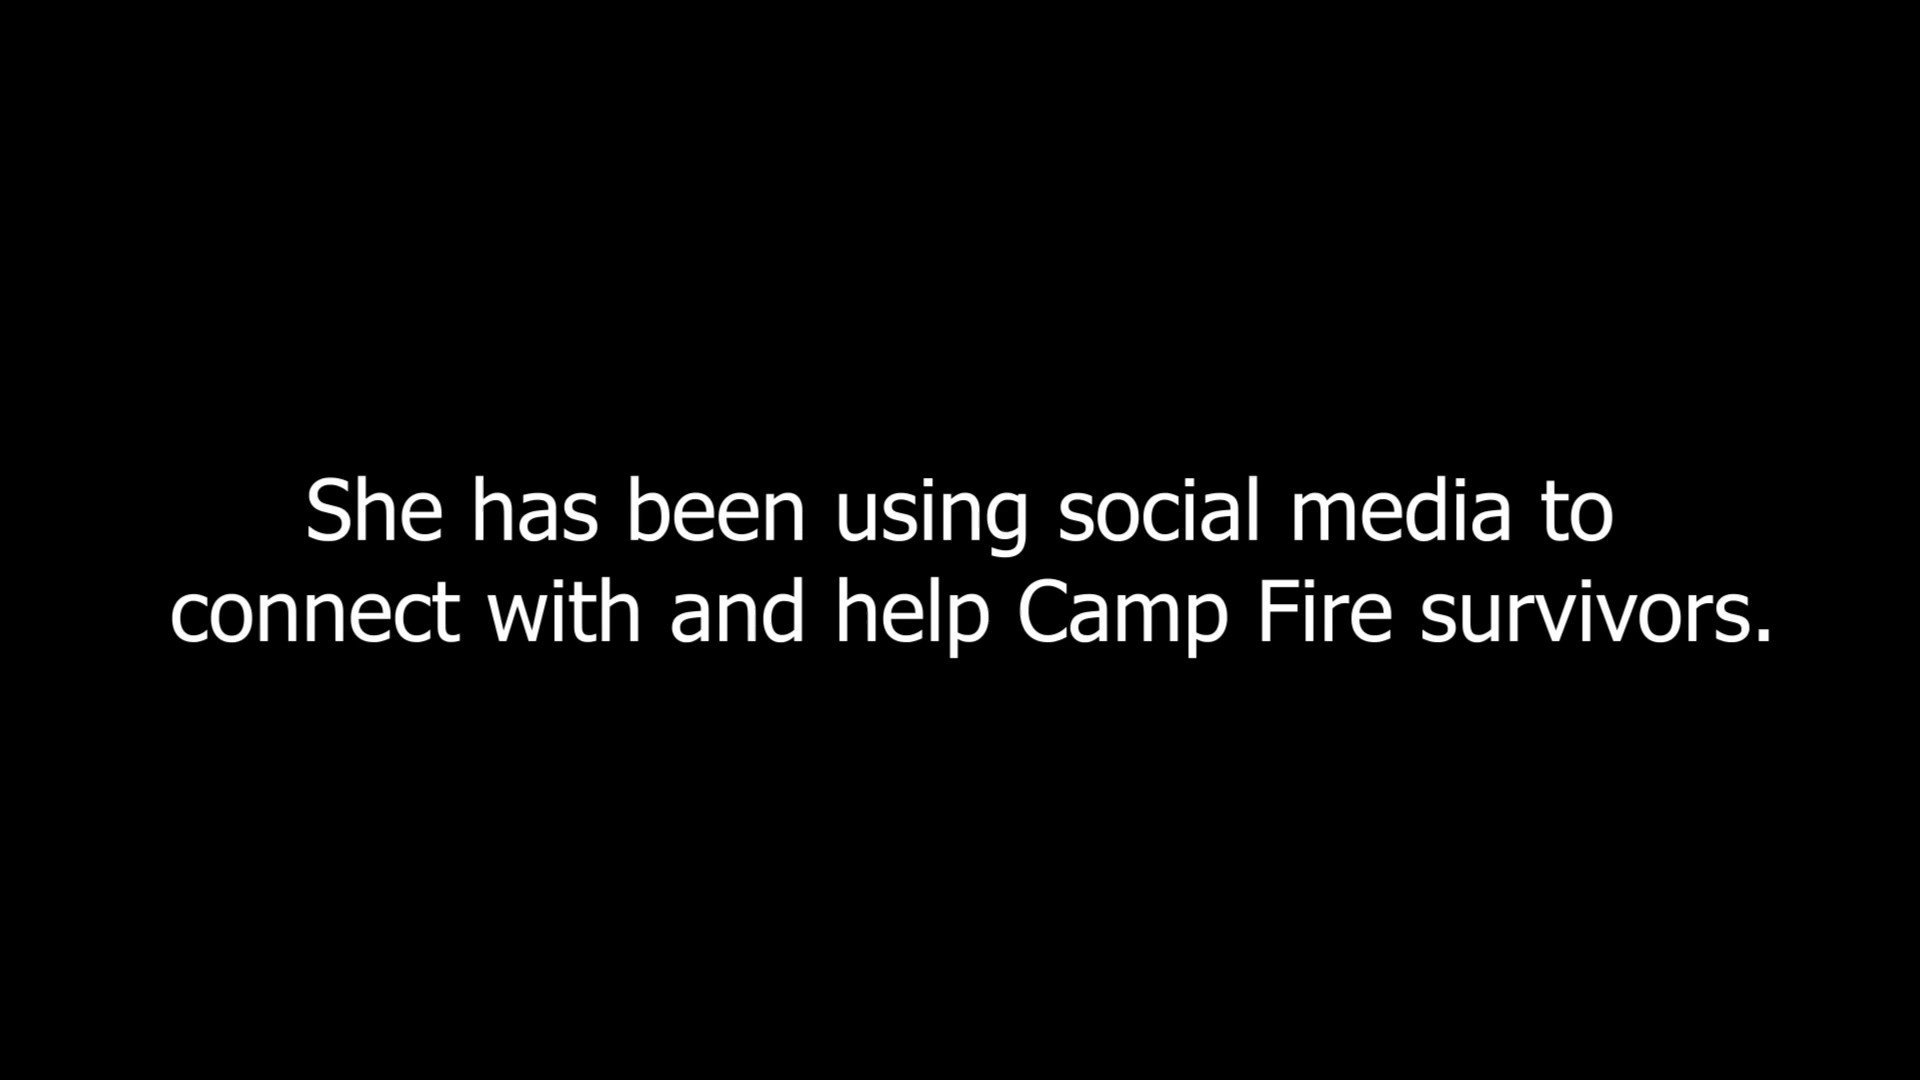 She has been using social media to
connect with and help Camp Fire survivors.